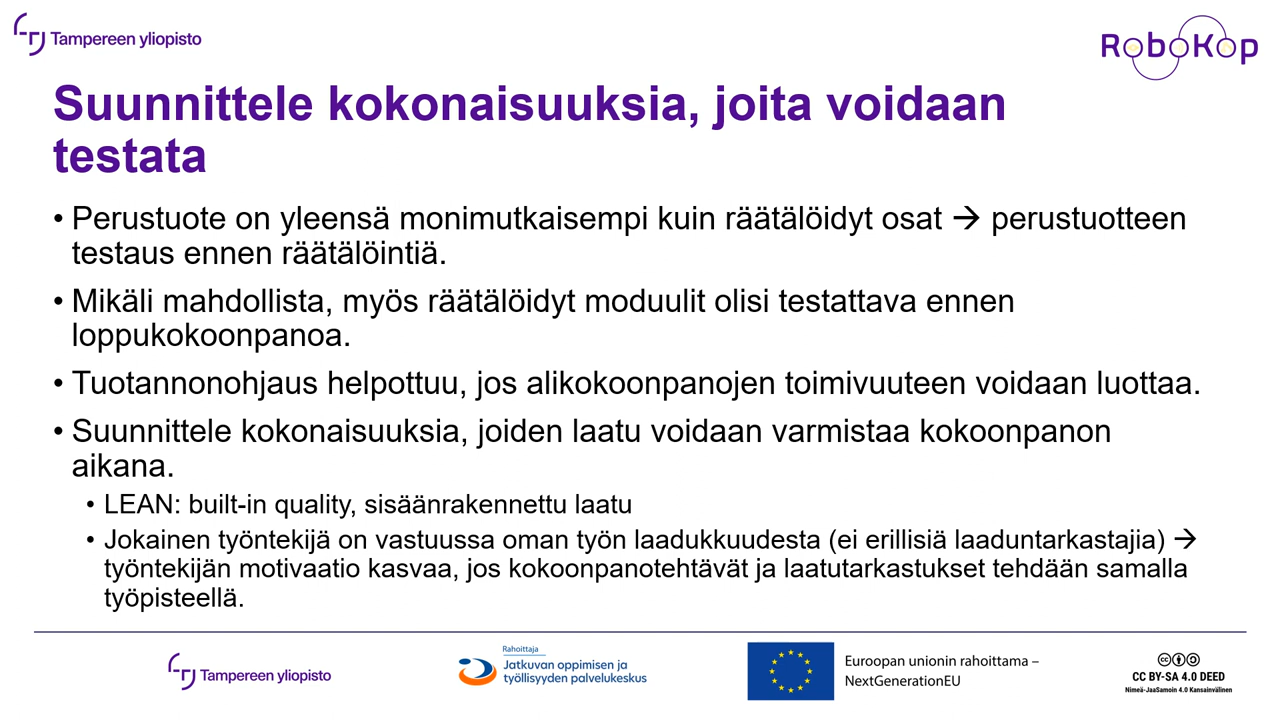 Tampereen yliopisto
RoboKop
Suunnittele kokonaisuuksia, joita voidaan
testata
• Perustuote on yleensä monimutkaisempi kuin räätälöidyt osat → perustuotteen
testaus ennen räätälöintiä.
• Mikäli mahdollista, myös räätälöidyt moduulit olisi testattava ennen
loppukokoonpanoa.
• Tuotannonohjaus helpottuu, jos alikokoonpanojen toimivuuteen voidaan luottaa.
• Suunnittele kokonaisuuksia, joiden laatu voidaan varmistaa kokoonpanon
aikana.
• LEAN: built-in quality, sisäänrakennettu laatu
• Jokainen työntekijä on vastuussa oman työn laadukkuudesta (ei erillisiä laaduntarkastajia) →
työntekijän motivaatio kasvaa, jos kokoonpanotehtävät ja laatutarkastukset tehdään samalla
työpisteellä.
Tampereen yliopisto
Rahoittaja
Jatkuvan oppimisen ja
työllisyyden palvelukeskus
Euroopan unionin rahoittama –
NextGenerationEU
CC BY-SA 4.0 DEED
Nimeä-JaaSamoin 4.0 Kansainvälinen